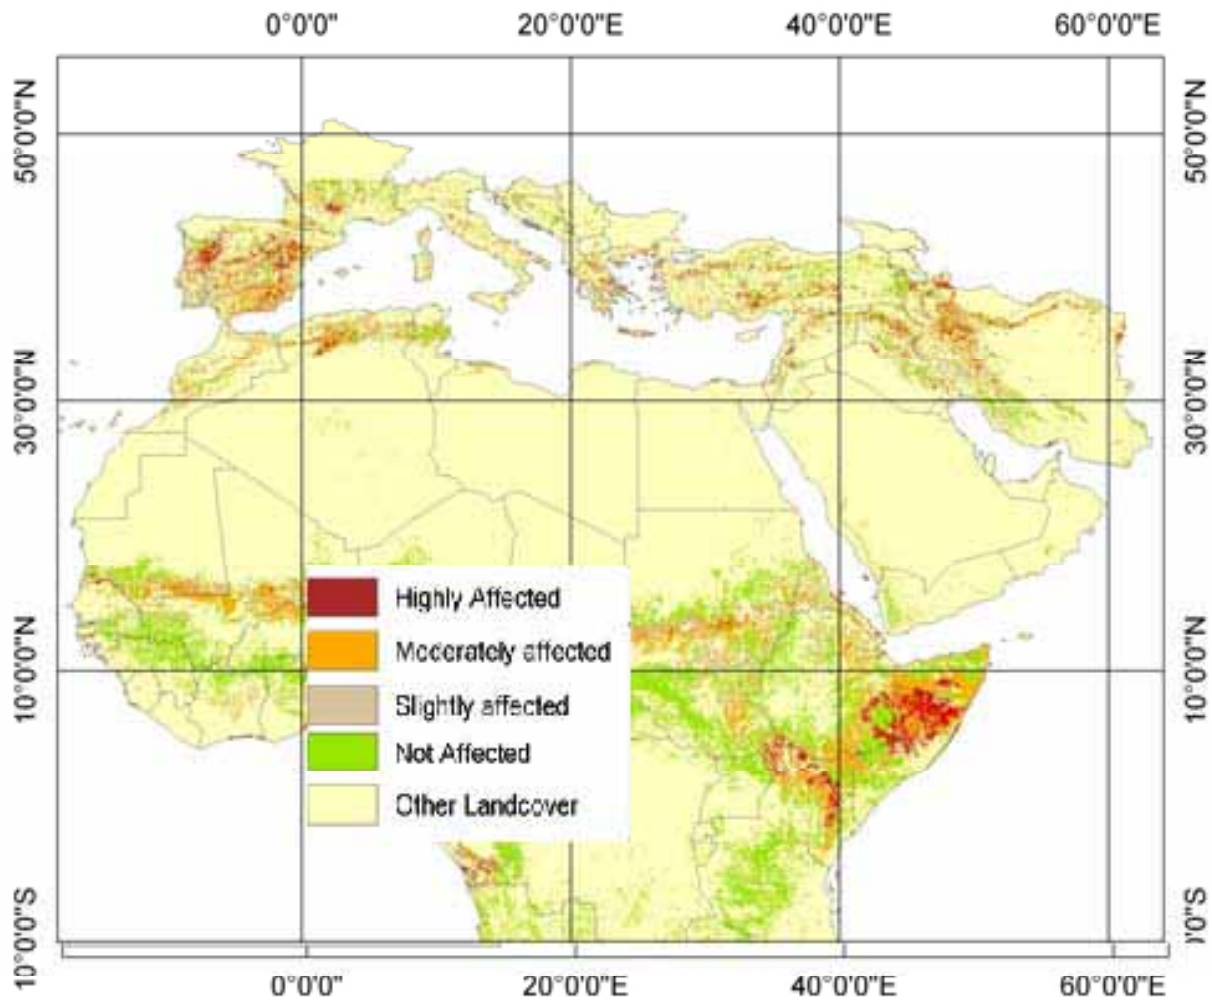 0°0'0" 20°0'0"E 40°0'0"E 60°0'0"E
50°0'0"N 50°0'0"N
30°0'0"N 30°0'0"N
Highly Affected
Moderately affected
10°0'0"N 10°0'0"N
Slightly affected
Not Affected
Other Landcover
10°0'0"S 0'0"S
0°0'0" 20°0'0"E 40°0'0"E 60°0'0"E